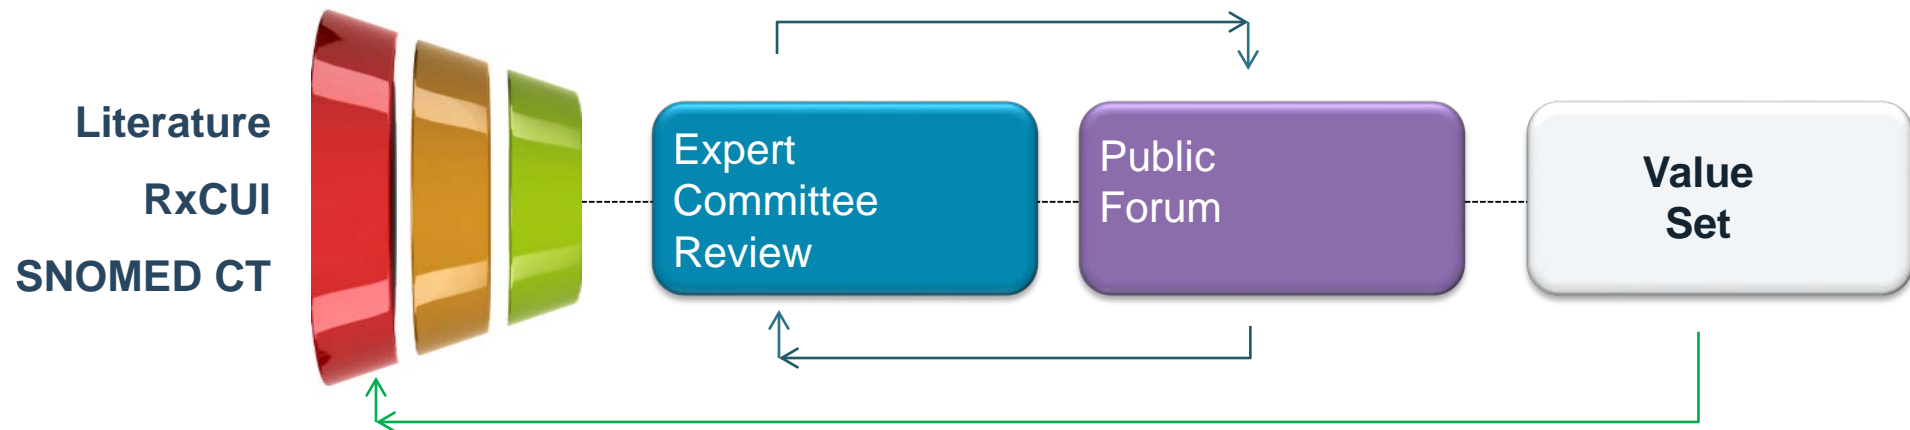 Literature
RxCUI
SNOMED CT
Expert
Committee
Review
Public
Forum
Value
Set